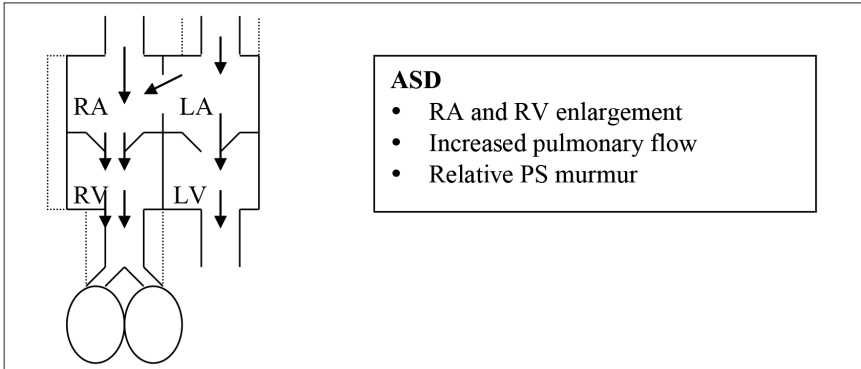 RA LA
RV LV
ASD
• RA and RV enlargement
• Increased pulmonary flow
• Relative PS murmur